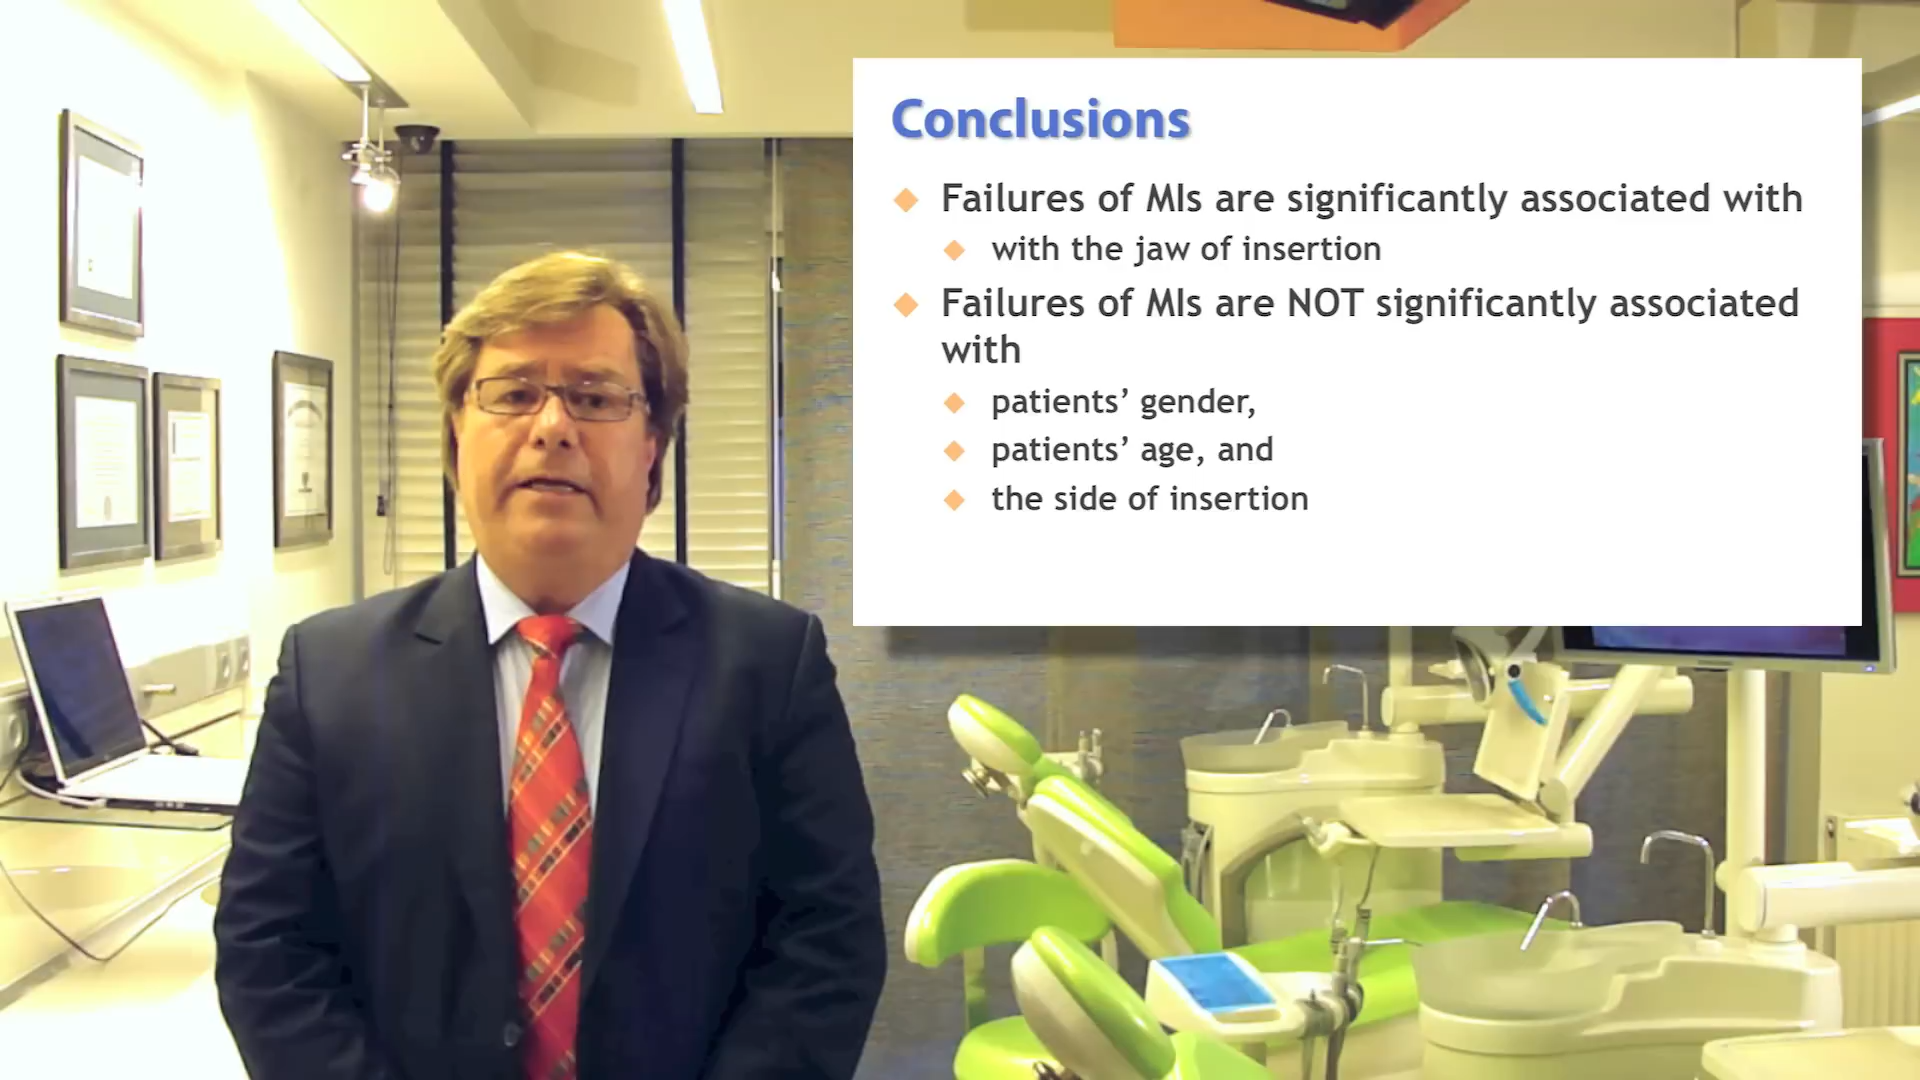 Conclusions
Failures of MIs are significantly associated with
with the jaw of insertion
Failures of MIs are NOT significantly associated
with
patients’ gender,
patients’ age, and
the side of insertion